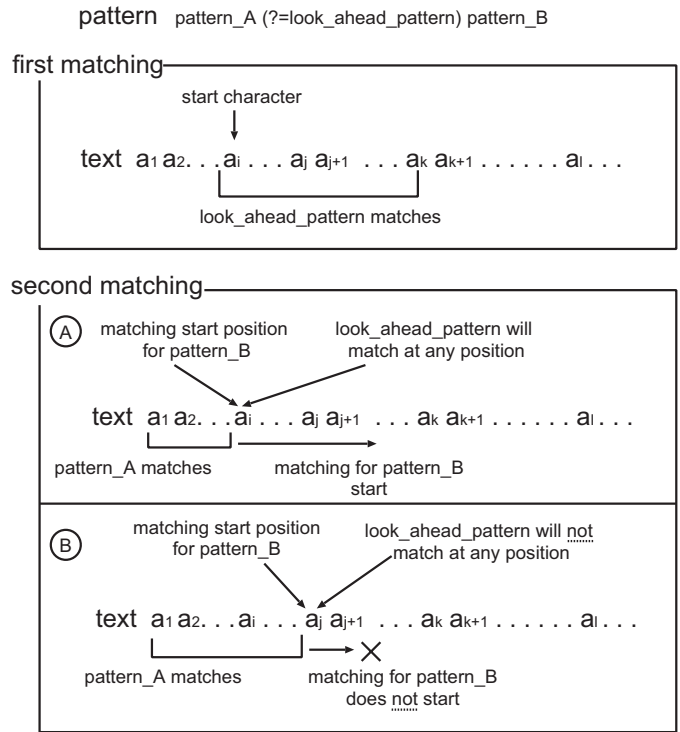 pattern pattern_A (?=look_ahead_pattern) pattern_B
first matching
start character
text a1 a2. . . ai . . . aj aj+1 . . . ak ak+1 . . . . . . al . . .
look_ahead_pattern matches
second matching
A
matching start position
for pattern_B
look_ahead_pattern will
match at any position
text a1 a2. . . ai . . . aj aj+1 . . . ak ak+1 . . . . . . al . . .
pattern_A matches
matching for pattern_B
start
B
matching start position
for pattern_B
look_ahead_pattern will not
match at any position
text a1 a2. . . ai . . . aj aj+1 . . . ak ak+1 . . . . . . al . . .
pattern_A matches
matching for pattern_B
does not start